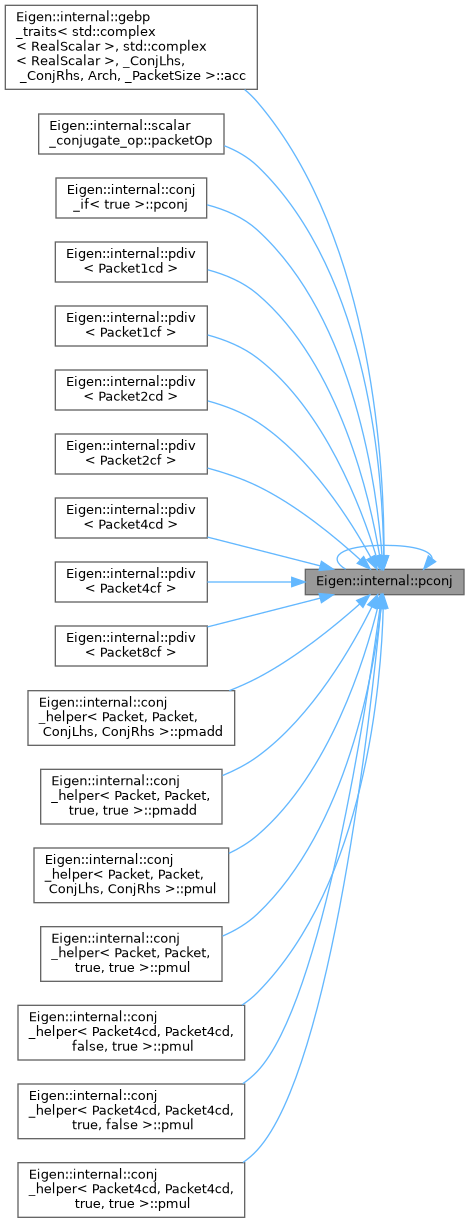 Eigen::internal::gebp
_traits< std::complex
< RealScalar >, std::complex
< RealScalar >, _ConjLhs,
_ConjRhs, Arch, _PacketSize >::acc
Eigen::internal::scalar
_conjugate_op::packetOp
Eigen::internal::conj
_if< true >::pconj
Eigen::internal::pdiv
< Packet1cd >
Eigen::internal::pdiv
< Packet1cf >
Eigen::internal::pdiv
< Packet2cd >
Eigen::internal::pdiv
< Packet2cf >
Eigen::internal::pdiv
< Packet4cd >
Eigen::internal::pdiv
< Packet4cf >
Eigen::internal::pdiv
< Packet8cf >
Eigen::internal::pconj
Eigen::internal::conj
_helper< Packet, Packet,
ConjLhs, ConjRhs >::pmadd
Eigen::internal::conj
_helper< Packet, Packet,
true, true >::pmadd
Eigen::internal::conj
_helper< Packet, Packet,
ConjLhs, ConjRhs >::pmul
Eigen::internal::conj
_helper< Packet, Packet,
true, true >::pmul
Eigen::internal::conj
_helper< Packet4cd, Packet4cd,
false, true >::pmul
Eigen::internal::conj
_helper< Packet4cd, Packet4cd,
true, false >::pmul
Eigen::internal::conj
_helper< Packet4cd, Packet4cd,
true, true >::pmul